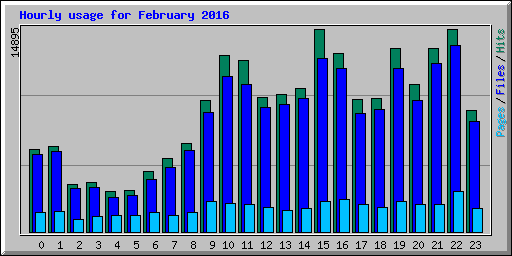 Hourly usage for February 2016
14895
Pages/Files/Hits
0 1 2 3 4 5 6 7 8 9 10 11 12 13 14 15 16 17 18 19 20 21 22 23